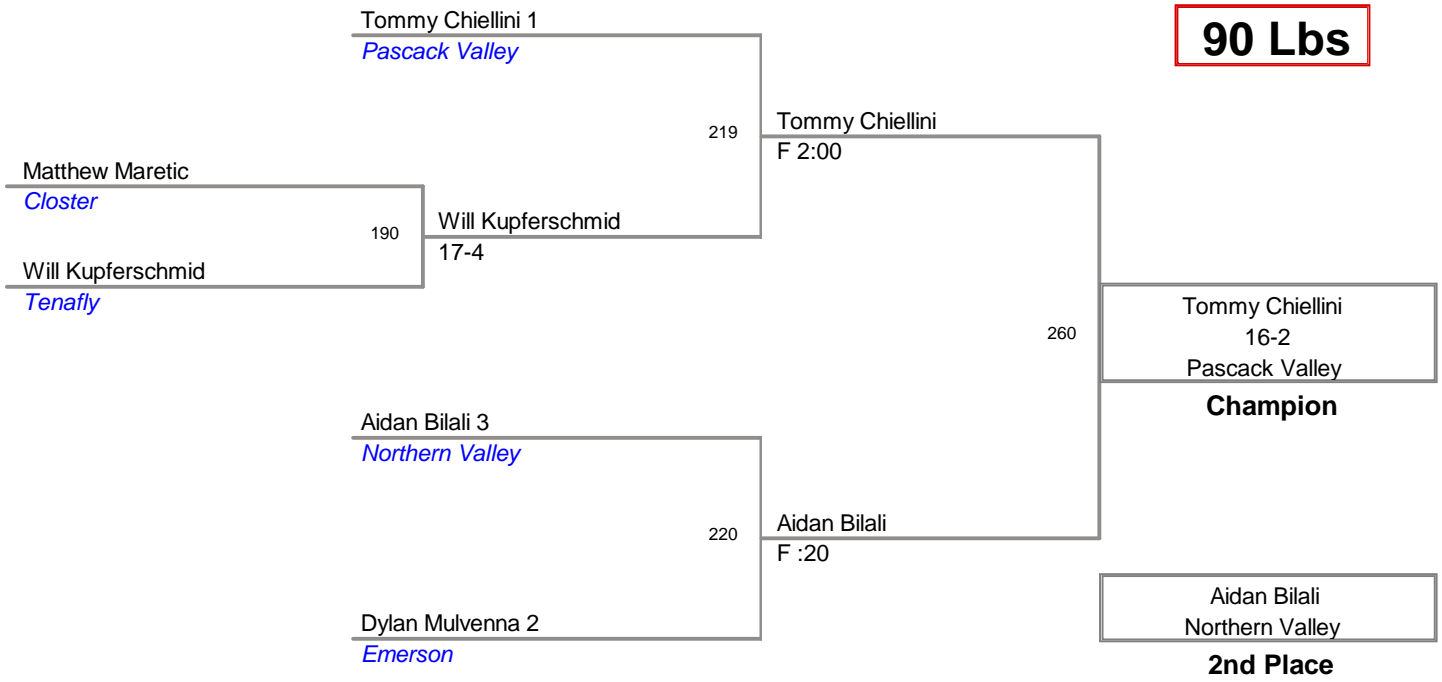 Tommy Chiellini 1
Pascack Valley
90 Lbs
219
Tommy Chiellini
F 2:00
Matthew Maretic
Closter
190
Will Kupferschmid
17-4
Will Kupferschmid
Tenafly
260
Tommy Chiellini
16-2
Pascack Valley
Champion
Aidan Bilali 3
Northern Valley
220
Aidan Bilali
F :20
Dylan Mulvenna 2
Emerson
Aidan Bilali
Northern Valley
2nd Place